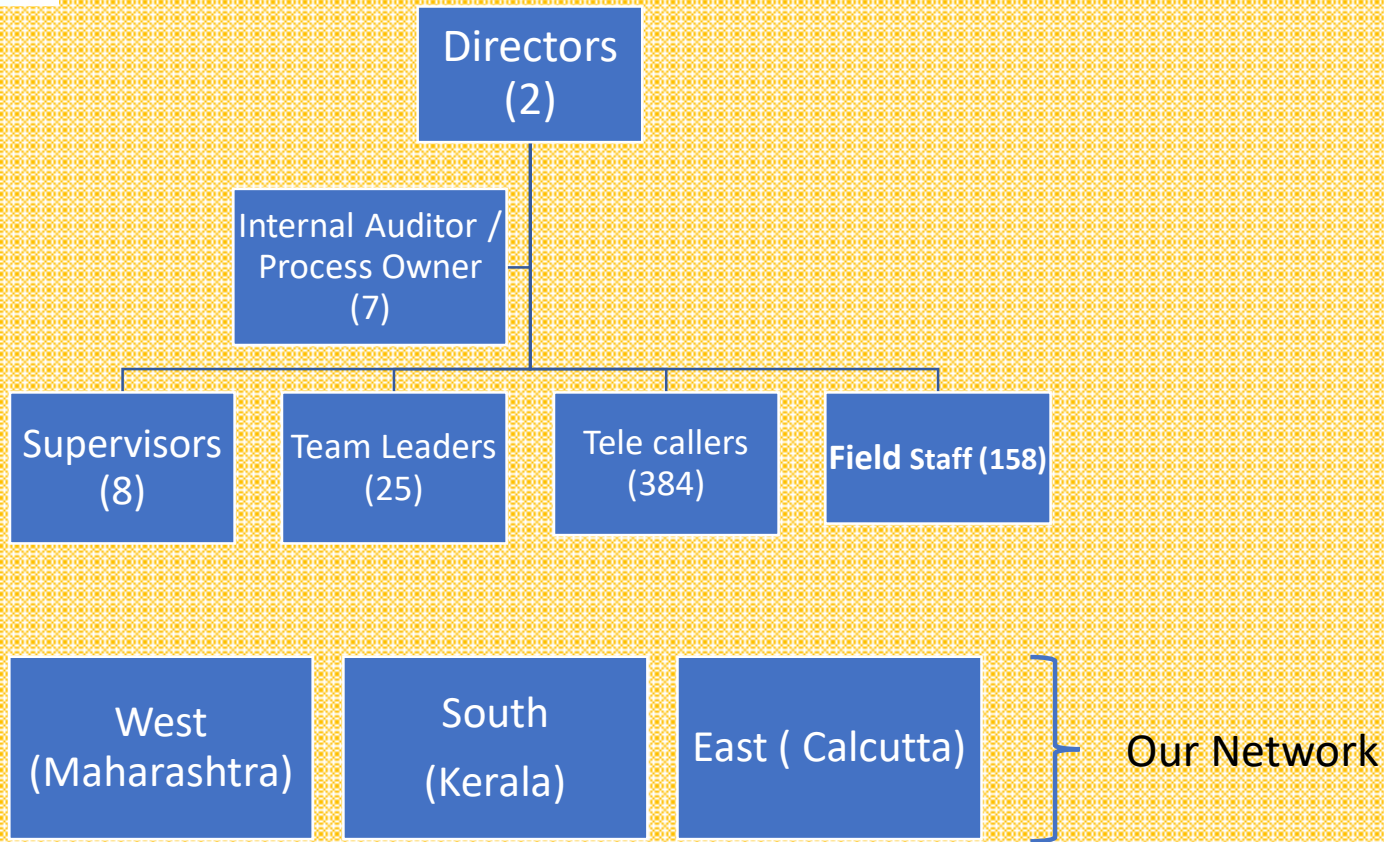 Directors
(2)
Internal Auditor /
Process Owner
(7)
Supervisors
(8)
Team Leaders
(25)
Tele callers
(384)
Field Staff (158)
West
(Maharashtra)
South
(Kerala)
East ( Calcutta)
Our Network